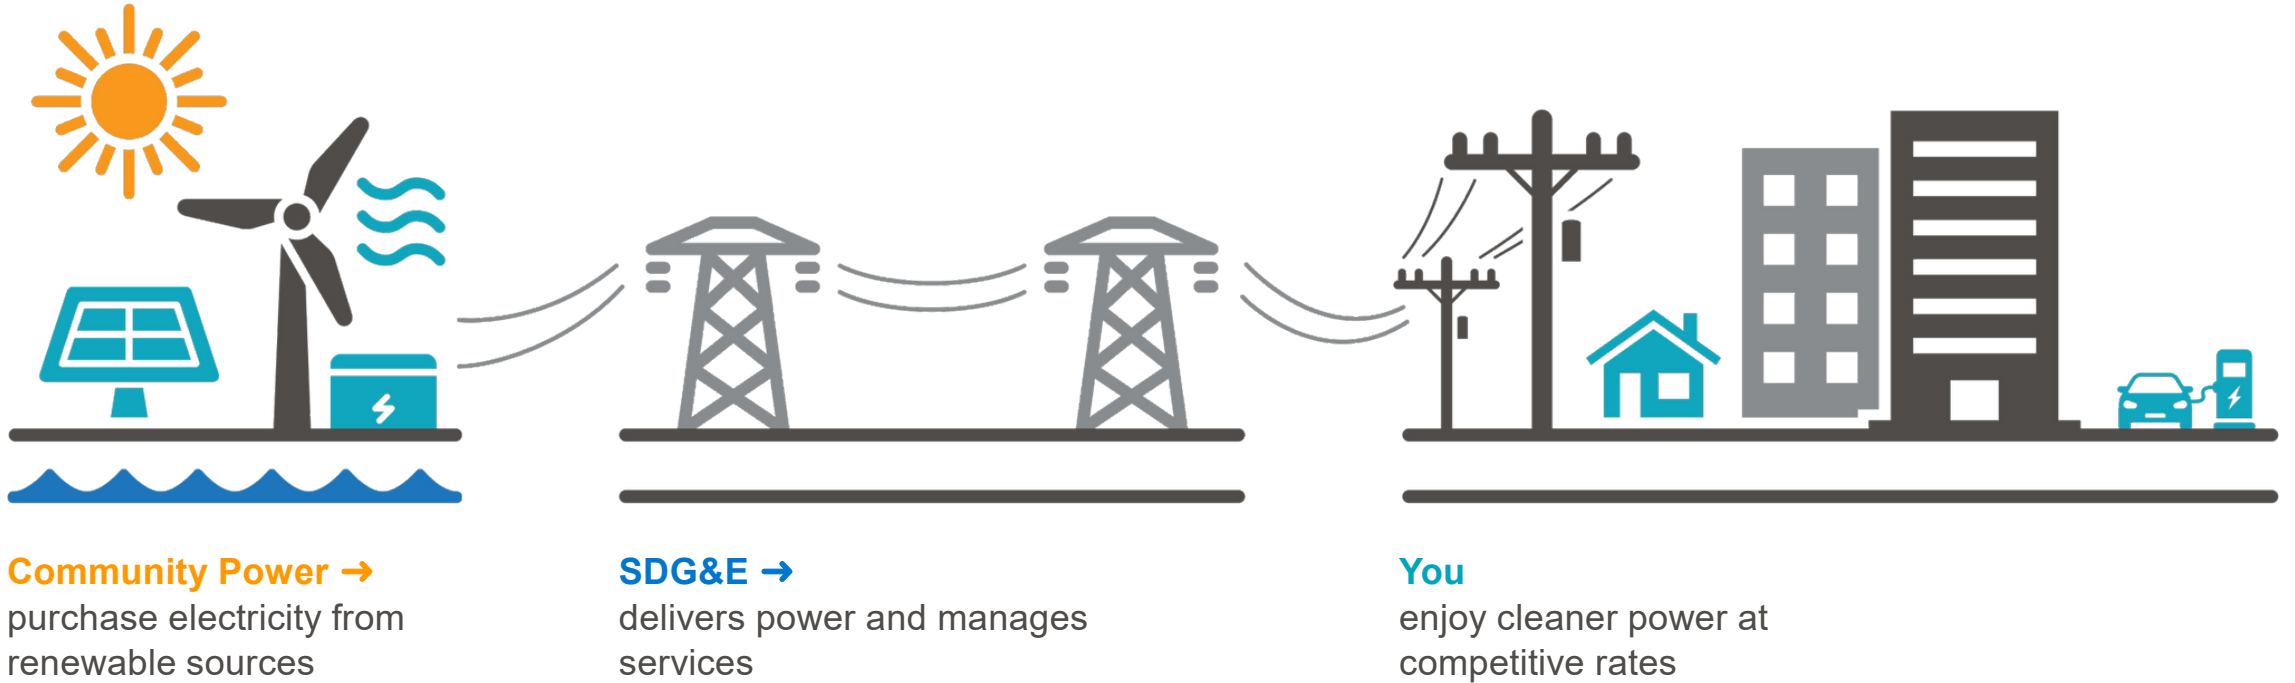 Community Power ➔
purchase electricity from
renewable sources
SDG&E ➔
delivers power and manages
services
You
enjoy cleaner power at
competitive rates